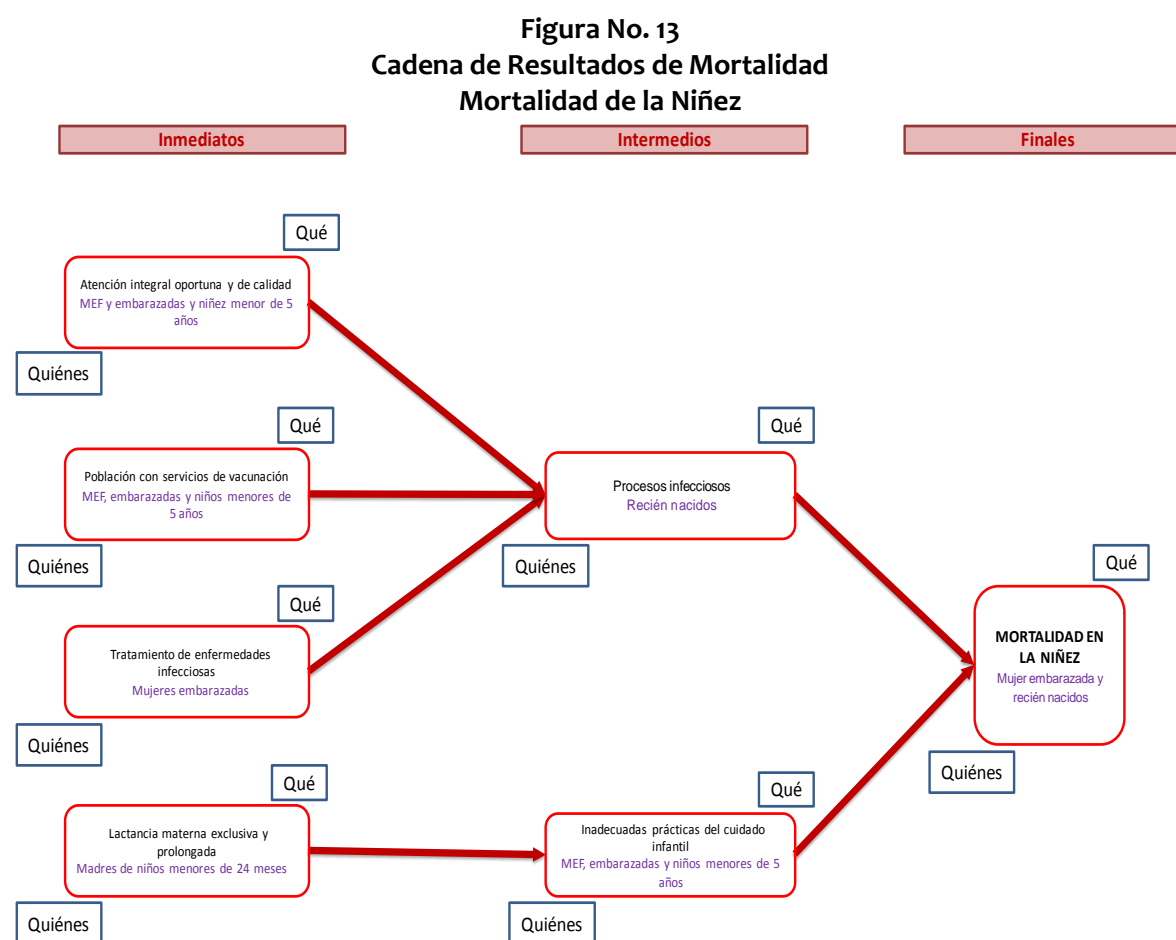 Figura No. 13
Cadena de Resultados de Mortalidad
Mortalidad de la Niñez
Inmediatos
Intermedios
Finales
Qué
Atención integral oportuna y de calidad
MEF y embarazadas y niñez menor de 5
años
Quiénes
Qué
Población con servicios de vacunación
MEF, embarazadas y niños menores de
5 años
Quiénes
Qué
Tratamiento de enfermedades
infecciosas
Mujeres embarazadas
Quiénes
Qué
Lactancia materna exclusiva y
prolongada
Madres de niños menores de 24 meses
Quiénes
Qué
Procesos infecciosos
Recién nacidos
Quiénes
Qué
Inadecuadas prácticas del cuidado
infantil
MEF, embarazadas y niños menores de 5
años
Quiénes
Qué
MORTALIDAD EN
LA NIÑEZ
Mujer embarazada y
recién nacidos
Quiénes